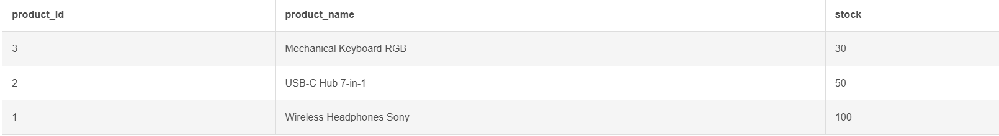 product_id product_name stock
3 Mechanical Keyboard RGB 30
2 USB-C Hub 7-in-1 50
1 Wireless Headphones Sony 100